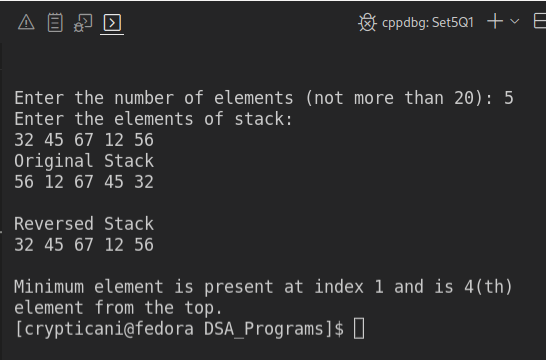 cppdbg: Set5Q1
Enter the number of elements (not more than 20): 5
Enter the elements of stack:
32 45 67 12 56
Original Stack
56 12 67 45 32
Reversed Stack
32 45 67 12 56
Minimum element is present at index 1 and is 4(th)
element from the top.
[crypticani@fedora DSA_Programs]$